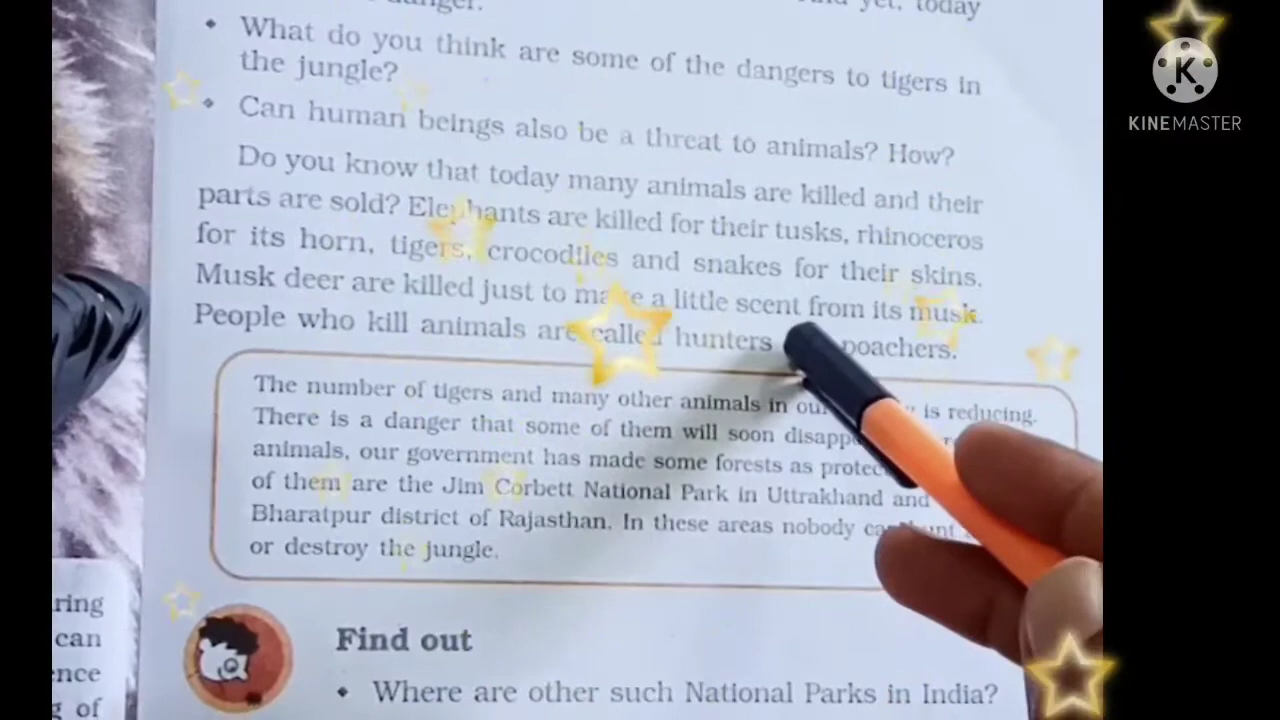 danger.
yet, today
• What do you think are some of the dangers to tigers in
the jungle?
• Can human beings also be a threat to animals? How?
Do you know that today many animals are killed and their
parts are sold? Elephants are killed for their tusks, rhinoceros
for its horn, tigers, crocodiles and snakes for their skins.
Musk deer are killed just to make a little scent from its musk.
People who kill animals are called hunters poachers.
The number of tigers and many other animals in our is reducing.
There is a danger that some of them will soon
animals, our government has made some forests as
of them are the Jim Corbett National Park in Uttrakhand and
Bharatpur district of Rajasthan. In these areas nobody
or destroy the jungle.
Find out
• Where are other such National Parks in India?
ring
can
K
KINEMASTER